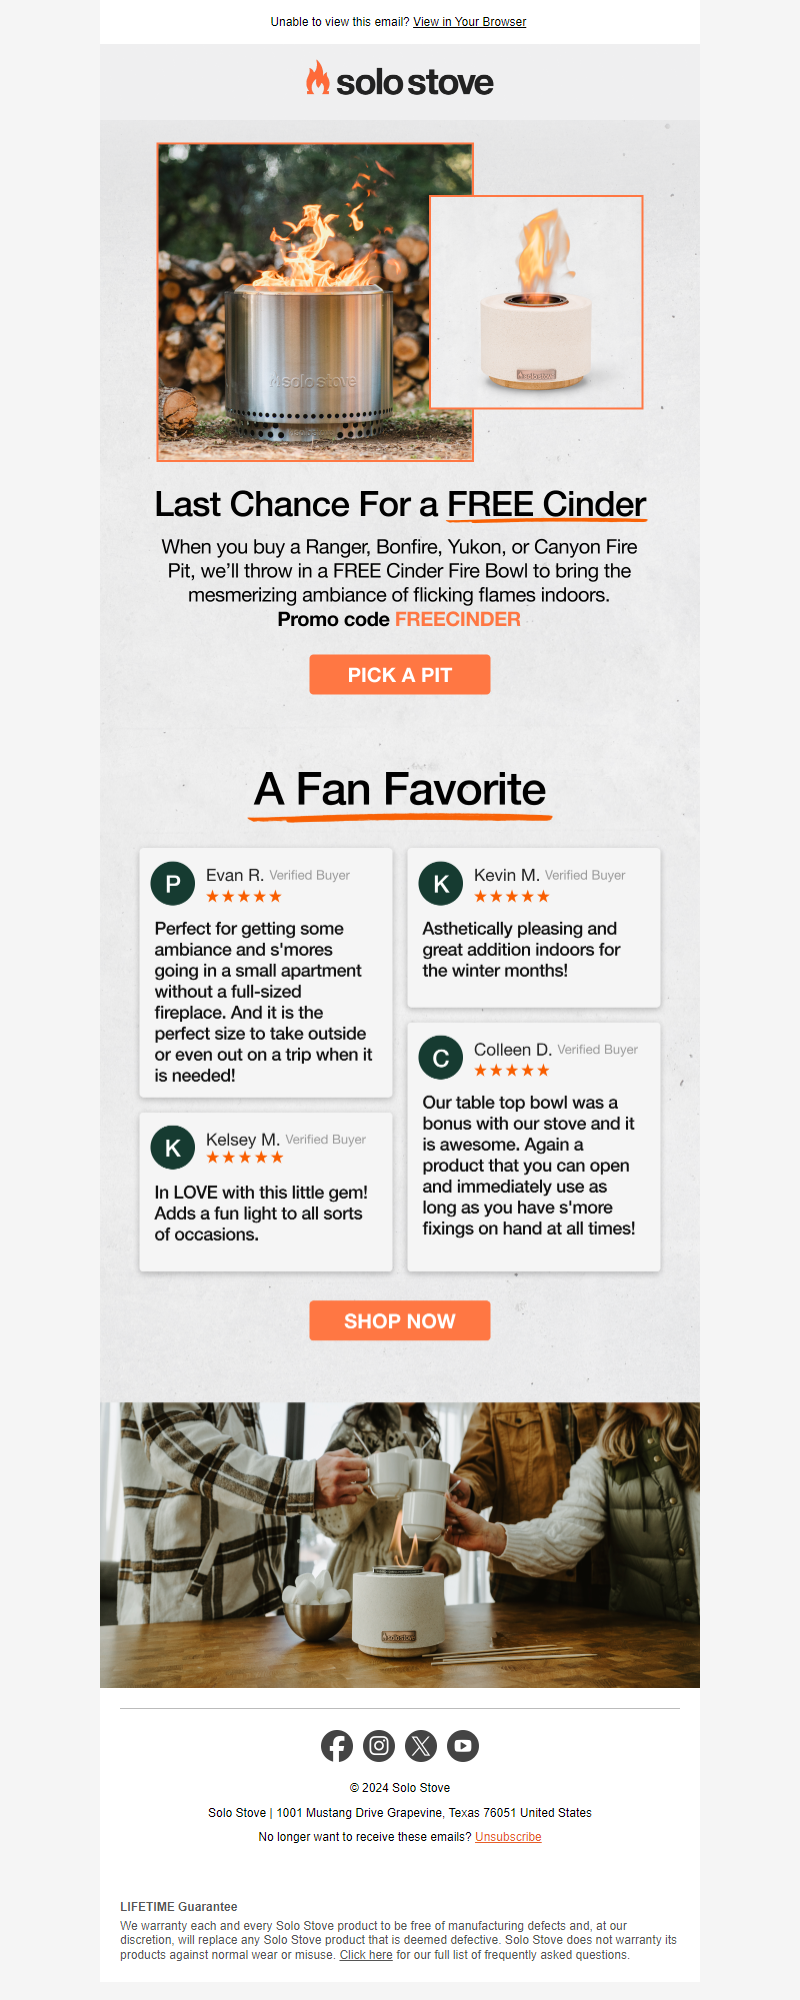 Unable to view this email? View in Your Browser
solo stove
solo stove
solo stove
Last Chance For a FREE Cinder
When you buy a Ranger, Bonfire, Yukon, or Canyon Fire
Pit, we'll throw in a FREE Cinder Fire Bowl to bring the
mesmerizing ambiance of flicking flames indoors.
Promo code FREECINDER
PICK A PIT
A Fan Favorite
P
Evan R. Verified Buyer
Perfect for getting some
ambiance and s'mores
going in a small apartment
without a full-sized
fireplace. And it is the
perfect size to take outside
or even out on a trip when it
is needed!
K
Kevin M. Verified Buyer
Asthetically pleasing and
great addition indoors for
the winter months!
K
Kelsey M. Verified Buyer
In LOVE with this little gem!
Adds a fun light to all sorts
of occasions.
C
Colleen D. Verified Buyer
Our table top bowl was a
bonus with our stove and it
is awesome. Again a
product that you can open
and immediately use as
long as you have s'more
fixings on hand at all times!
SHOP NOW
solo stove
© 2024 Solo Stove
Solo Stove | 1001 Mustang Drive Grapevine, Texas 76051 United States
No longer want to receive these emails? Unsubscribe
LIFETIME Guarantee
We warranty each and every Solo Stove product to be free of manufacturing defects and, at our
discretion, will replace any Solo Stove product that is deemed defective. Solo Stove does not warranty its
products against normal wear or misuse. Click here for our full list of frequently asked questions.